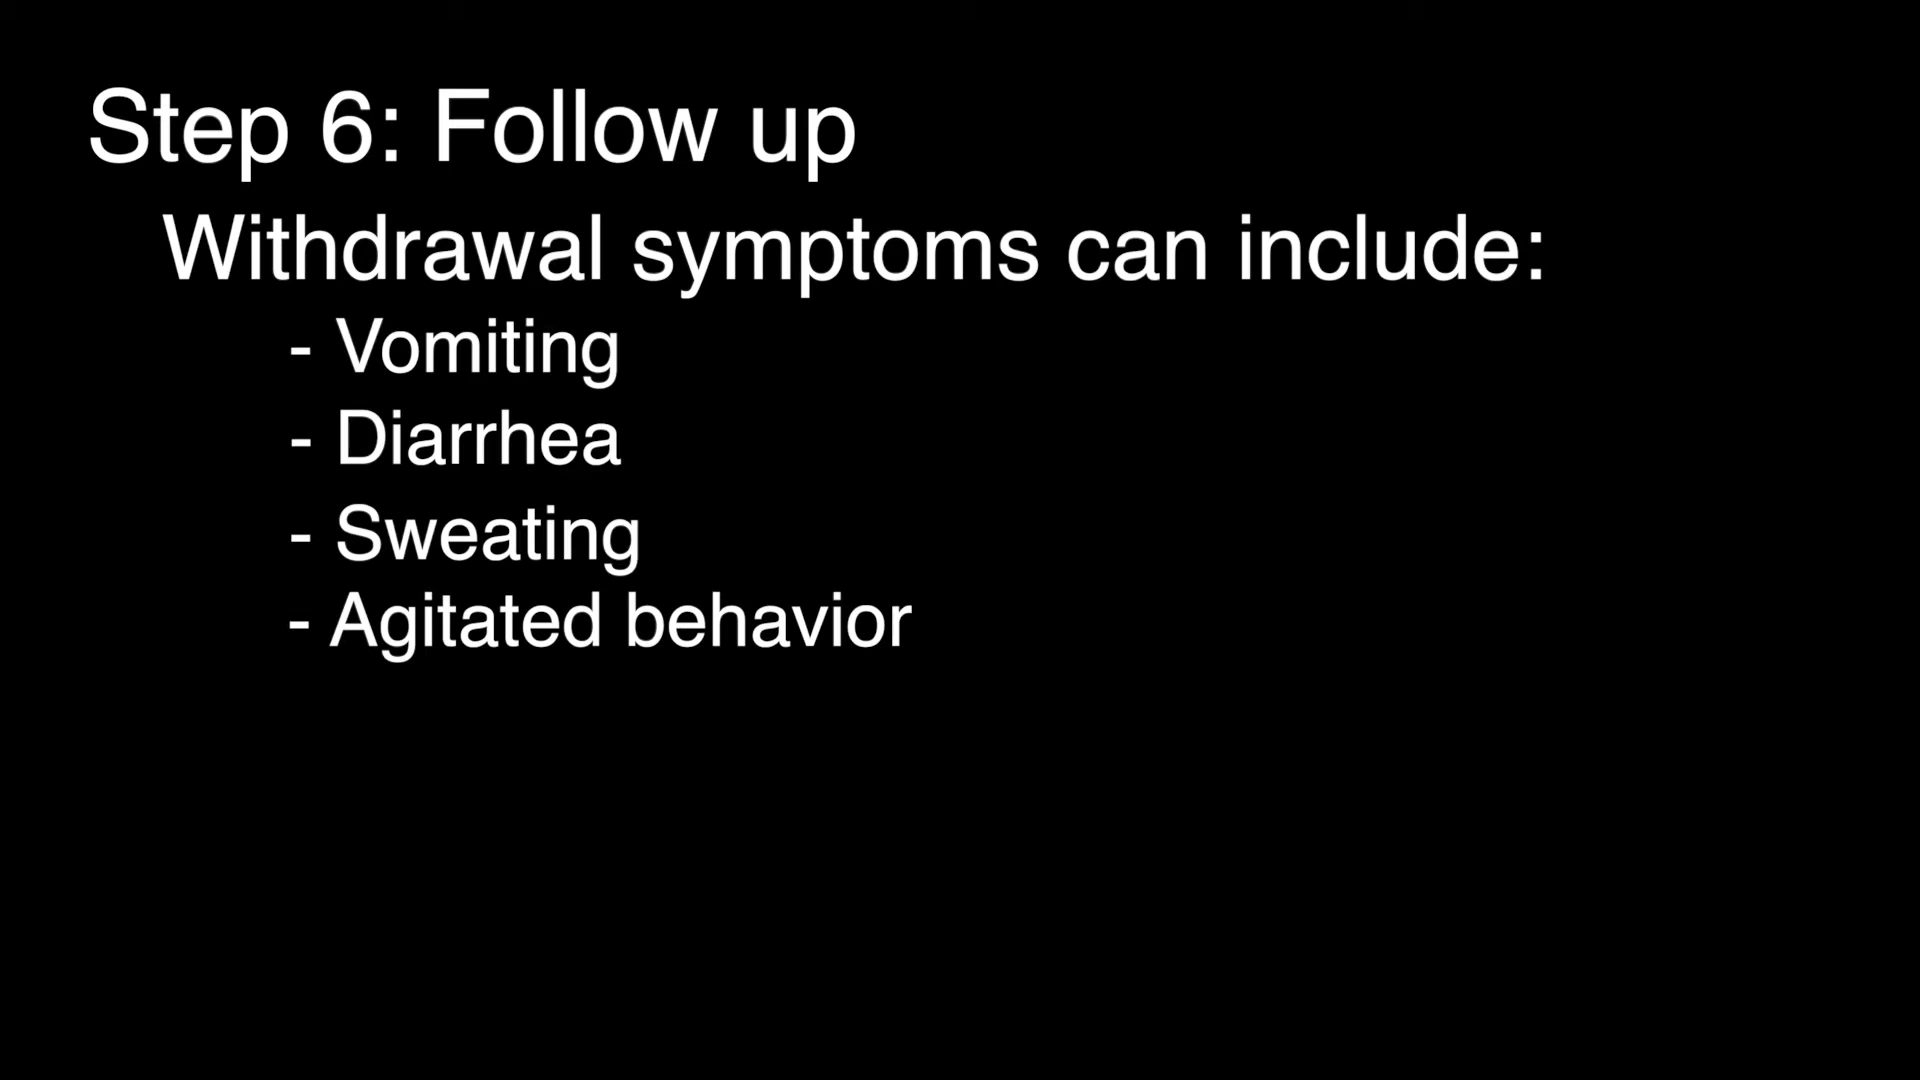 Step 6: Follow up
Withdrawal symptoms can include:
- Vomiting
- Diarrhea
- Sweating
- Agitated behavior